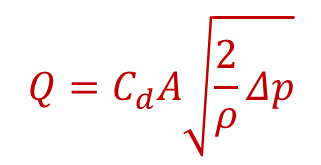 Q = C_d A √(2/ρ Δp)